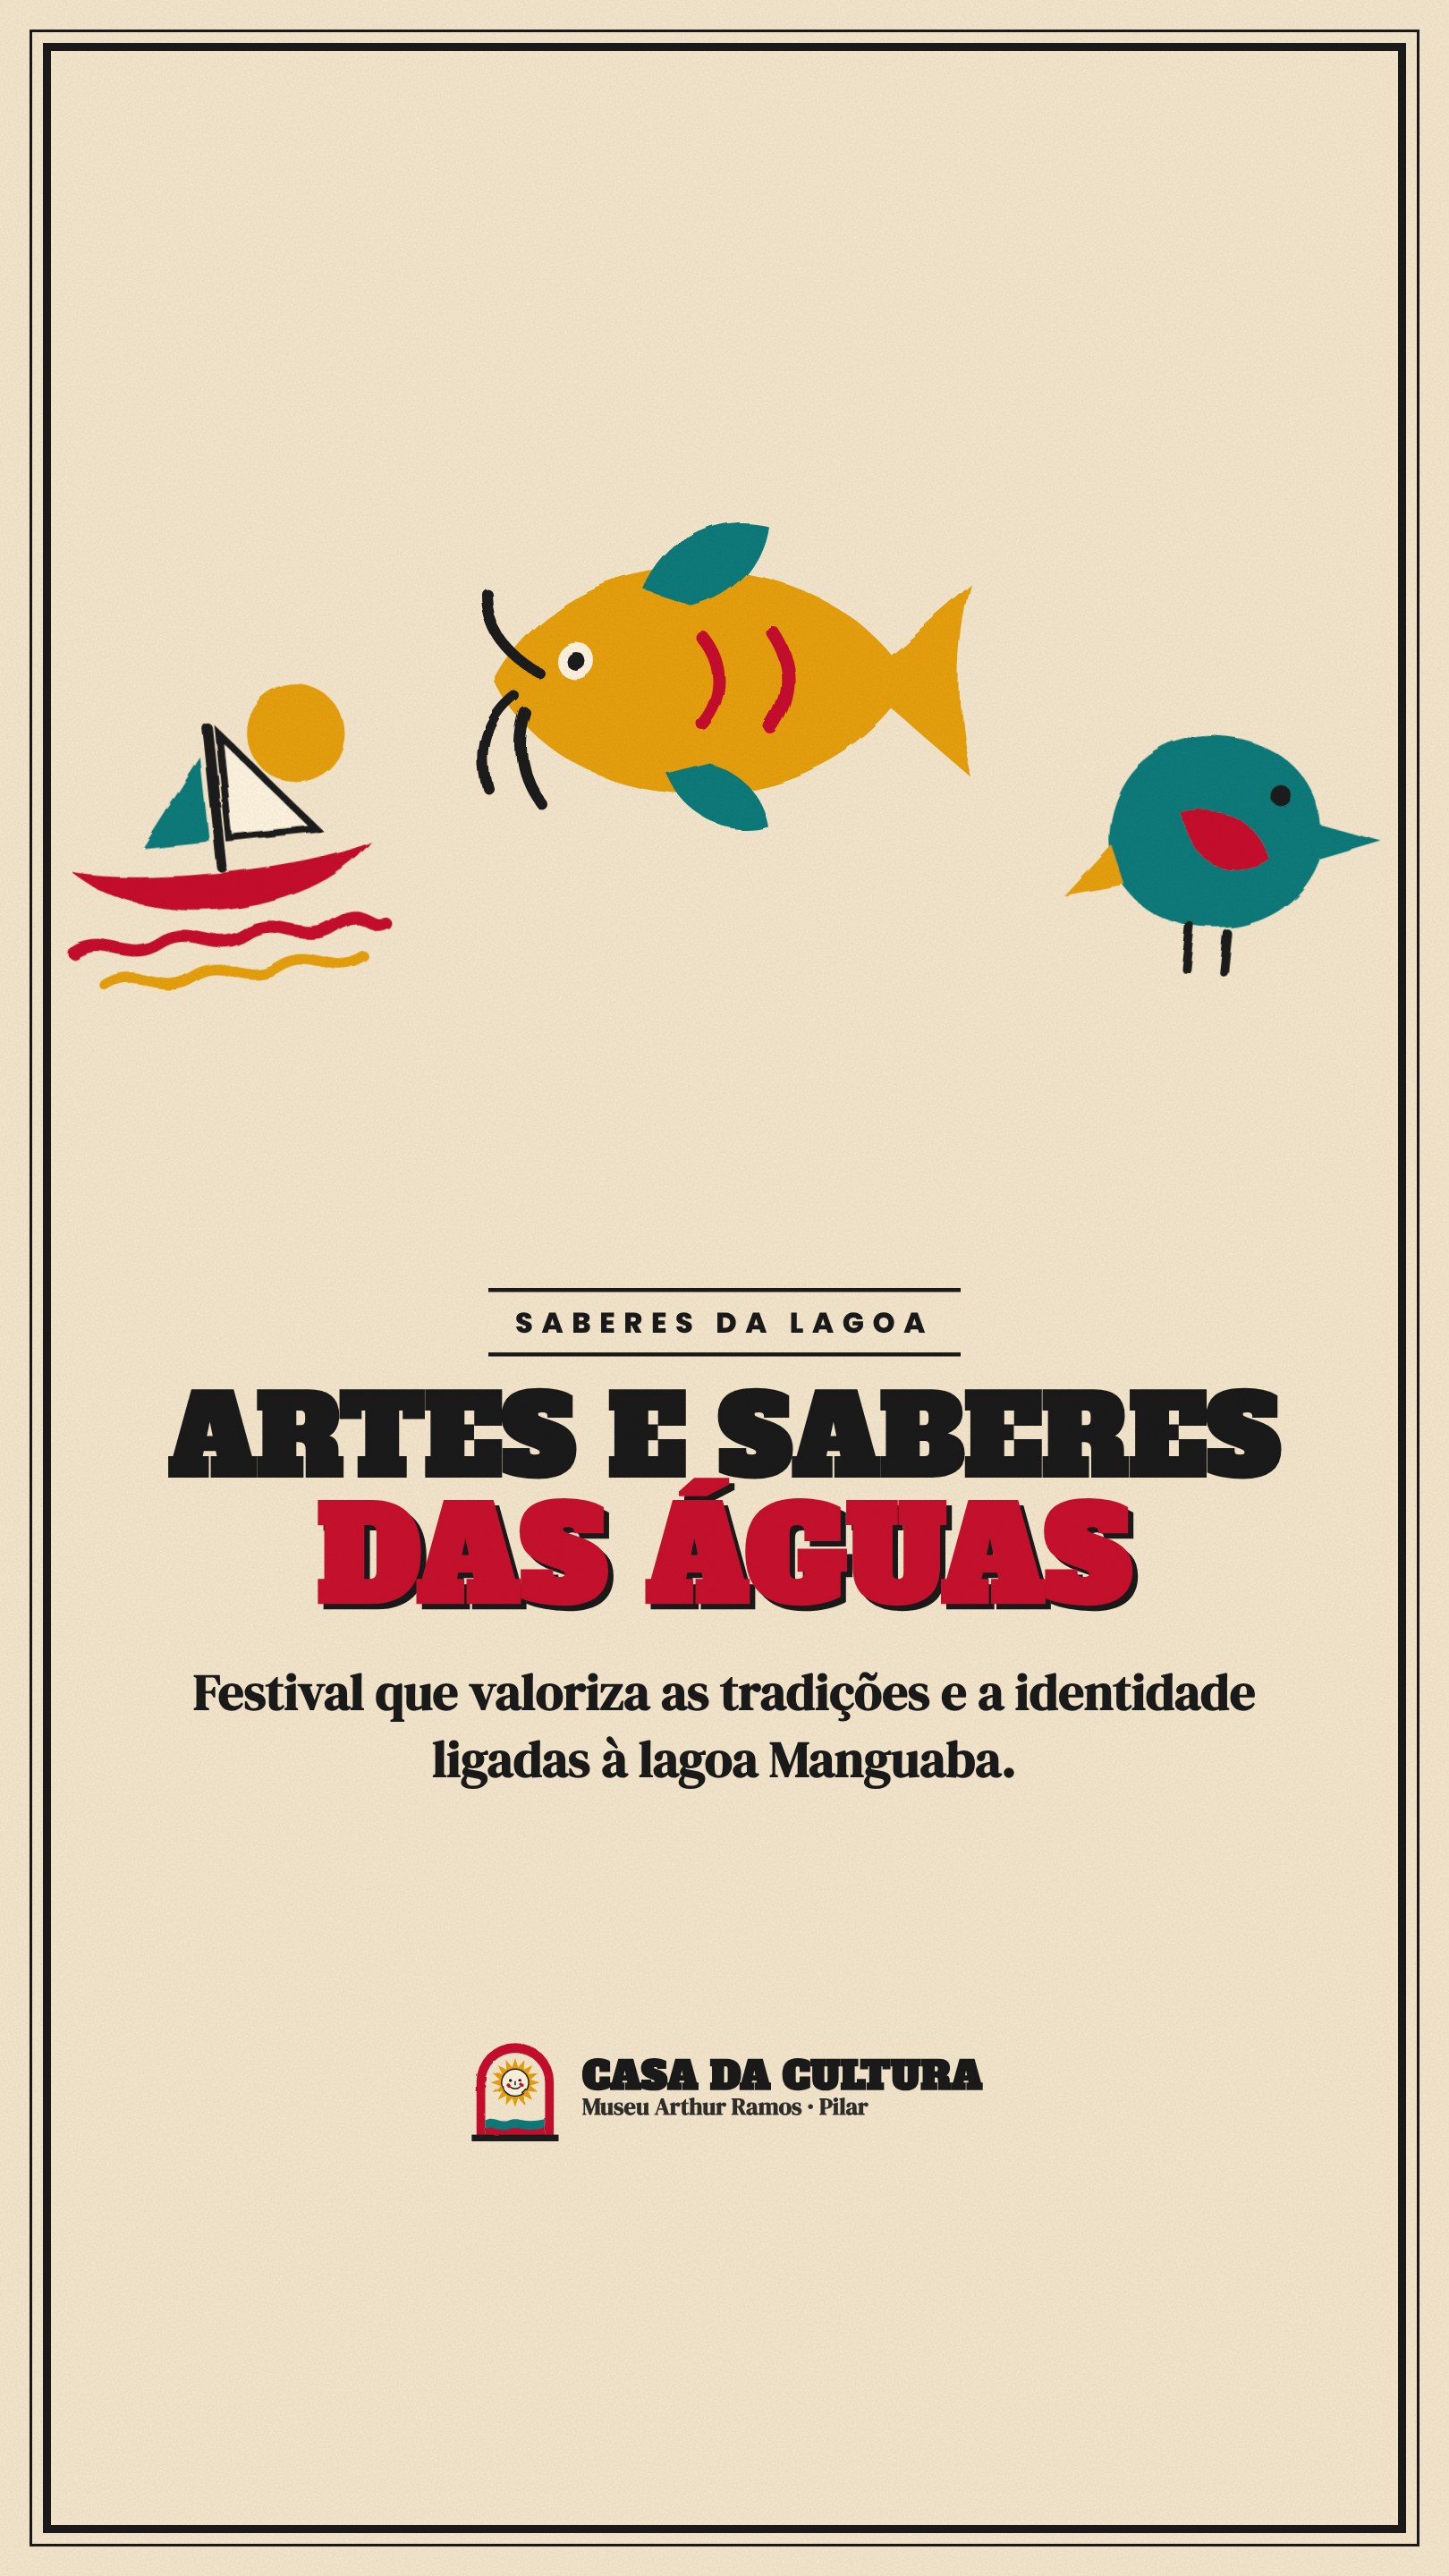 SABERES DA LAGOA
ARTES E SABERES
DAS ÁGUAS
Festival que valoriza as tradições e a identidade
ligadas à lagoa Manguaba.
CASA DA CULTURA
Museu Arthur Ramos • Pilar